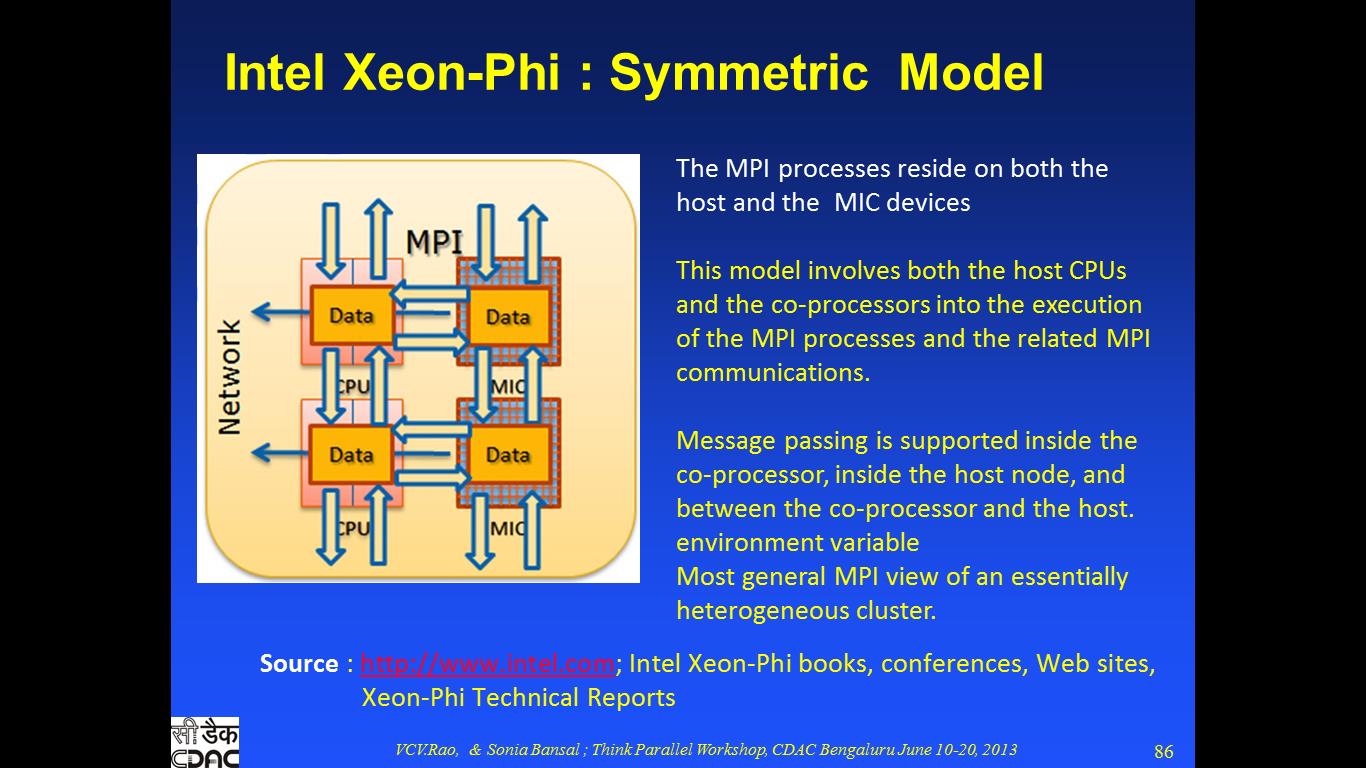 Intel Xeon-Phi : Symmetric Model
The MPI processes reside on both the
host and the MIC devices
This model involves both the host CPUs
and the co-processors into the execution
of the MPI processes and the related MPI
communications.
Message passing is supported inside the
co-processor, inside the host node, and
between the co-processor and the host.
environment variable
Most general MPI view of an essentially
heterogeneous cluster.
MPI
Network
Data
Data
CPU
MIC
Data
Data
CPU
MIC
Source : http://www.intel.com; Intel Xeon-Phi books, conferences, Web sites,
Xeon-Phi Technical Reports
सी डैक
CDAC
VCV.Rao, & Sonia Bansal ; Think Parallel Workshop, CDAC Bengaluru June 10-20, 2013
86